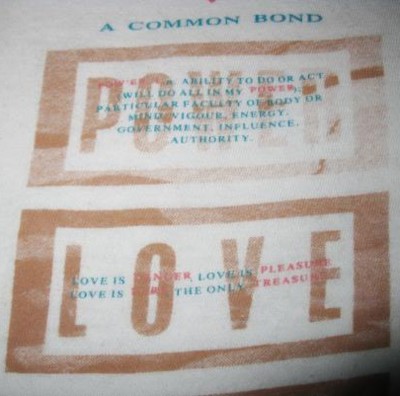 A COMMON BOND
POWER
POWER n. ABILITY TO DO OR ACT
(WILL DO ALL IN MY POWER),
PARTICULAR FACULTY OF BODY OR
MIND, VIGOUR, ENERGY,
GOVERNMENT, INFLUENCE,
AUTHORITY.
LOVE
LOVE IS DANGER, LOVE IS PLEASURE
LOVE IS THE ONLY TREASURE